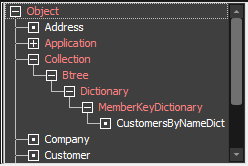 Object
Address
Application
Collection
Btree
Dictionary
MemberKeyDictionary
CustomersByNameDict
Company
Customer